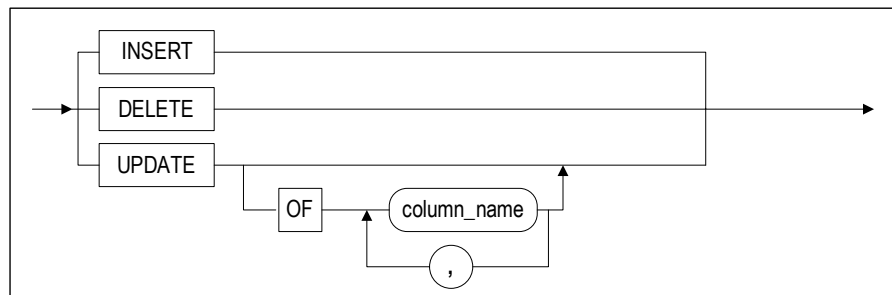 INSERT
DELETE
UPDATE
OF column_name
,